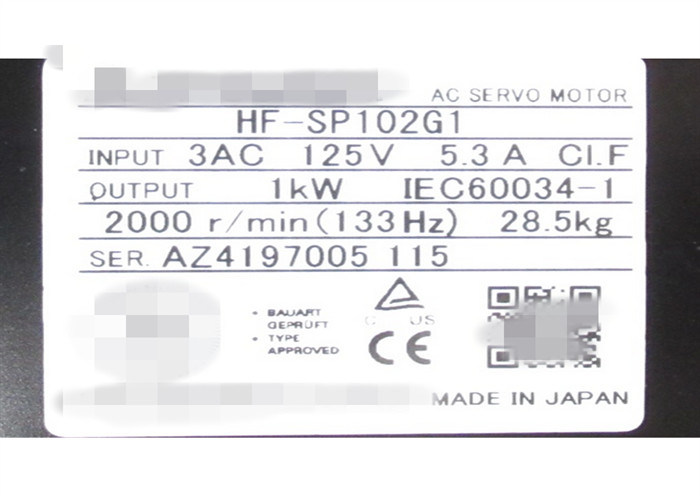 AC SERVO MOTOR
HF-SP102G1
INPUT 3AC 125V 5.3 A CI.F
OUTPUT 1kW IEC60034-1
2000 r/min(133Hz) 28.5kg
SER. AZ4197005 115
• BAUART
GEPRÜFT
• TYPE
APPROVED
C US
CE
MADE IN JAPAN